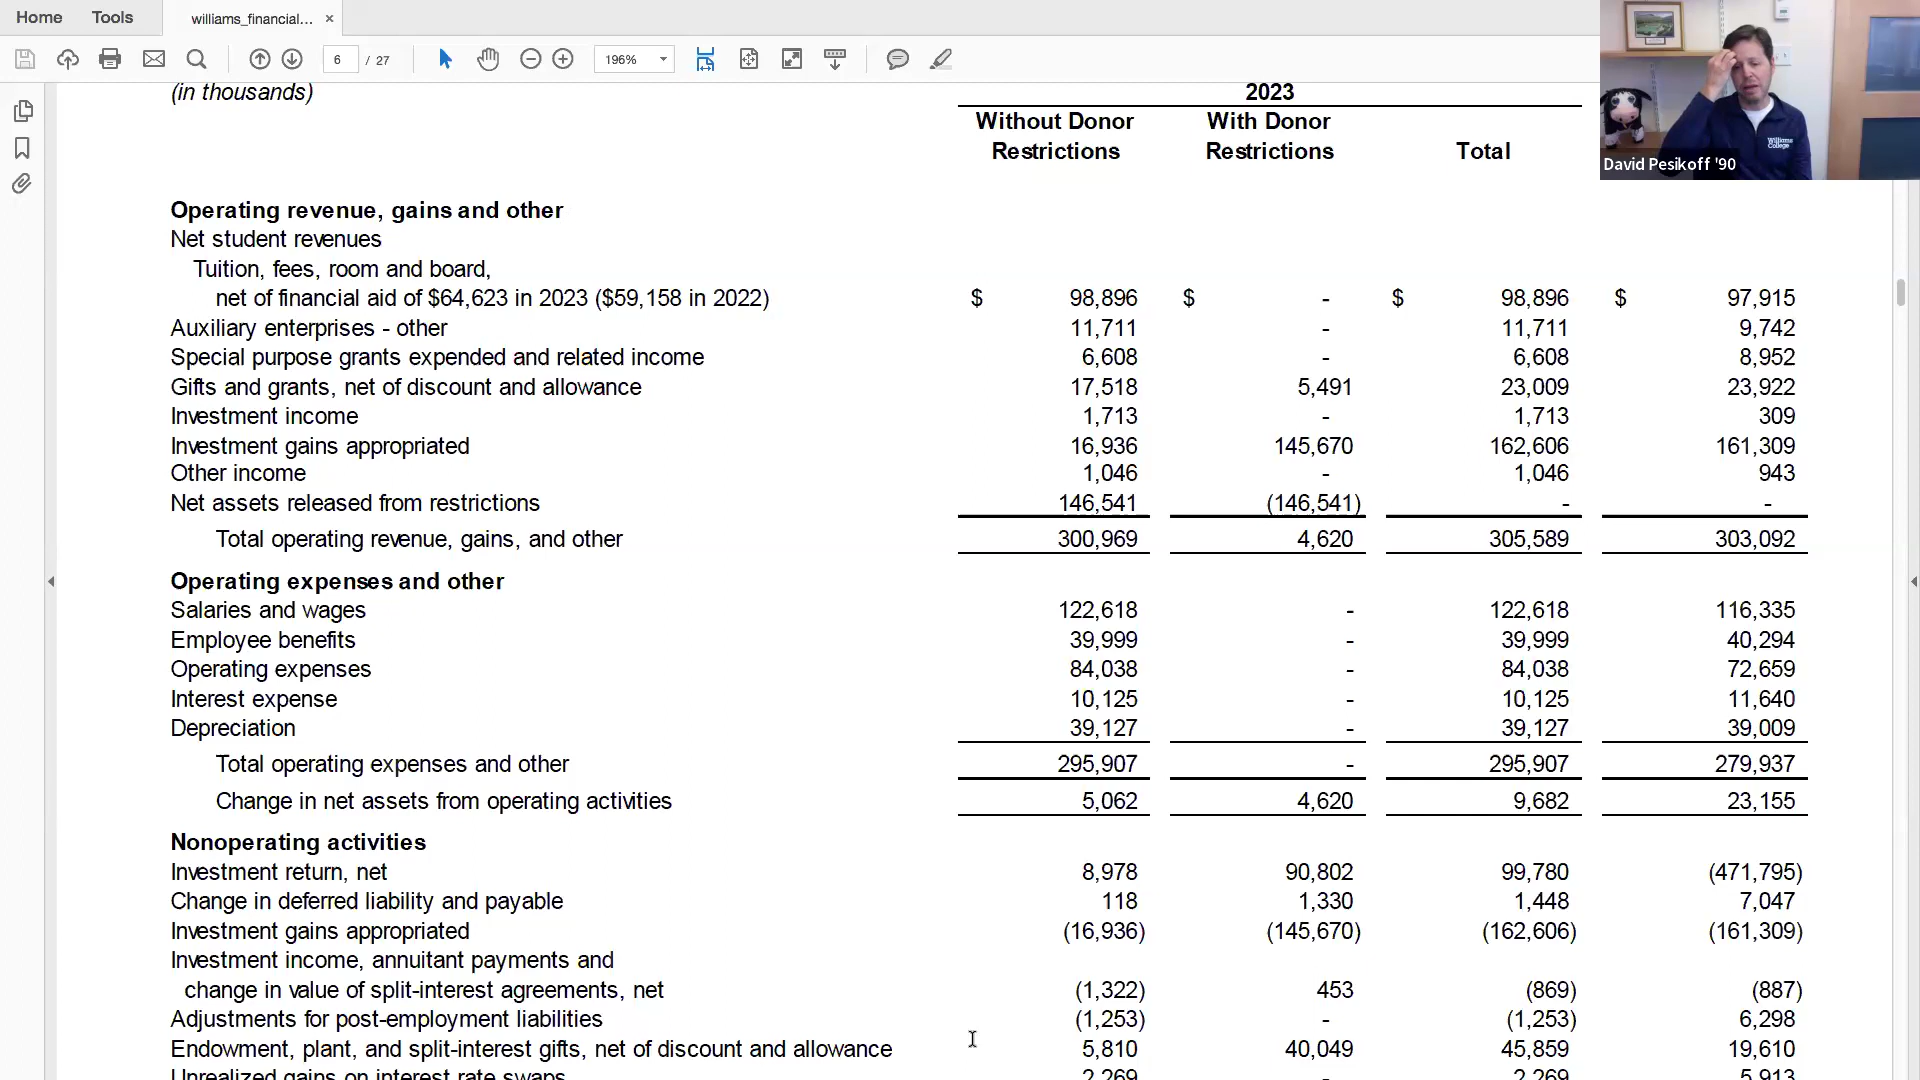 Home Tools williams_financial... ×
6 / 27 196%
(in thousands) 2023
Without Donor With Donor
Restrictions Restrictions Total
Williams
College
David Pesikoff '90
Operating revenue, gains and other
Net student revenues
Tuition, fees, room and board,
net of financial aid of $64,623 in 2023 ($59,158 in 2022) $ 98,896 $ - $ 98,896 $ 97,915
Auxiliary enterprises - other 11,711 - 11,711 9,742
Special purpose grants expended and related income 6,608 - 6,608 8,952
Gifts and grants, net of discount and allowance 17,518 5,491 23,009 23,922
Investment income 1,713 - 1,713 309
Investment gains appropriated 16,936 145,670 162,606 161,309
Other income 1,046 - 1,046 943
Net assets released from restrictions 146,541 (146,541) - -
Total operating revenue, gains, and other 300,969 4,620 305,589 303,092
Operating expenses and other
Salaries and wages 122,618 - 122,618 116,335
Employee benefits 39,999 - 39,999 40,294
Operating expenses 84,038 - 84,038 72,659
Interest expense 10,125 - 10,125 11,640
Depreciation 39,127 - 39,127 39,009
Total operating expenses and other 295,907 - 295,907 279,937
Change in net assets from operating activities 5,062 4,620 9,682 23,155
Nonoperating activities
Investment return, net 8,978 90,802 99,780 (471,795)
Change in deferred liability and payable 118 1,330 1,448 7,047
Investment gains appropriated (16,936) (145,670) (162,606) (161,309)
Investment income, annuitant payments and
change in value of split-interest agreements, net (1,322) 453 (869) (887)
Adjustments for post-employment liabilities (1,253) - (1,253) 6,298
Endowment, plant, and split-interest gifts, net of discount and allowance 5,810 40,049 45,859 19,610
Unrealized gains on interest rate swaps 2,269 - 2,269 5,913